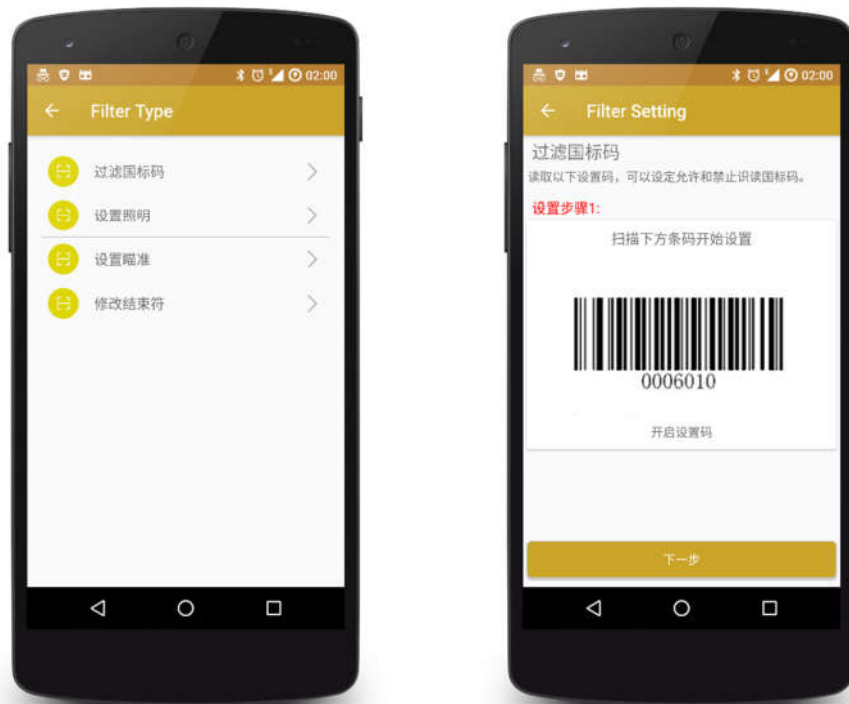 02:00
Filter Type
过滤国标码
设置照明
设置瞄准
修改结束符
02:00
Filter Setting
过滤国标码
读取以下设置码，可以设定允许和禁止识读国标码。
设置步骤1:
扫描下方条码开始设置
0006010
开启设置码
下一步